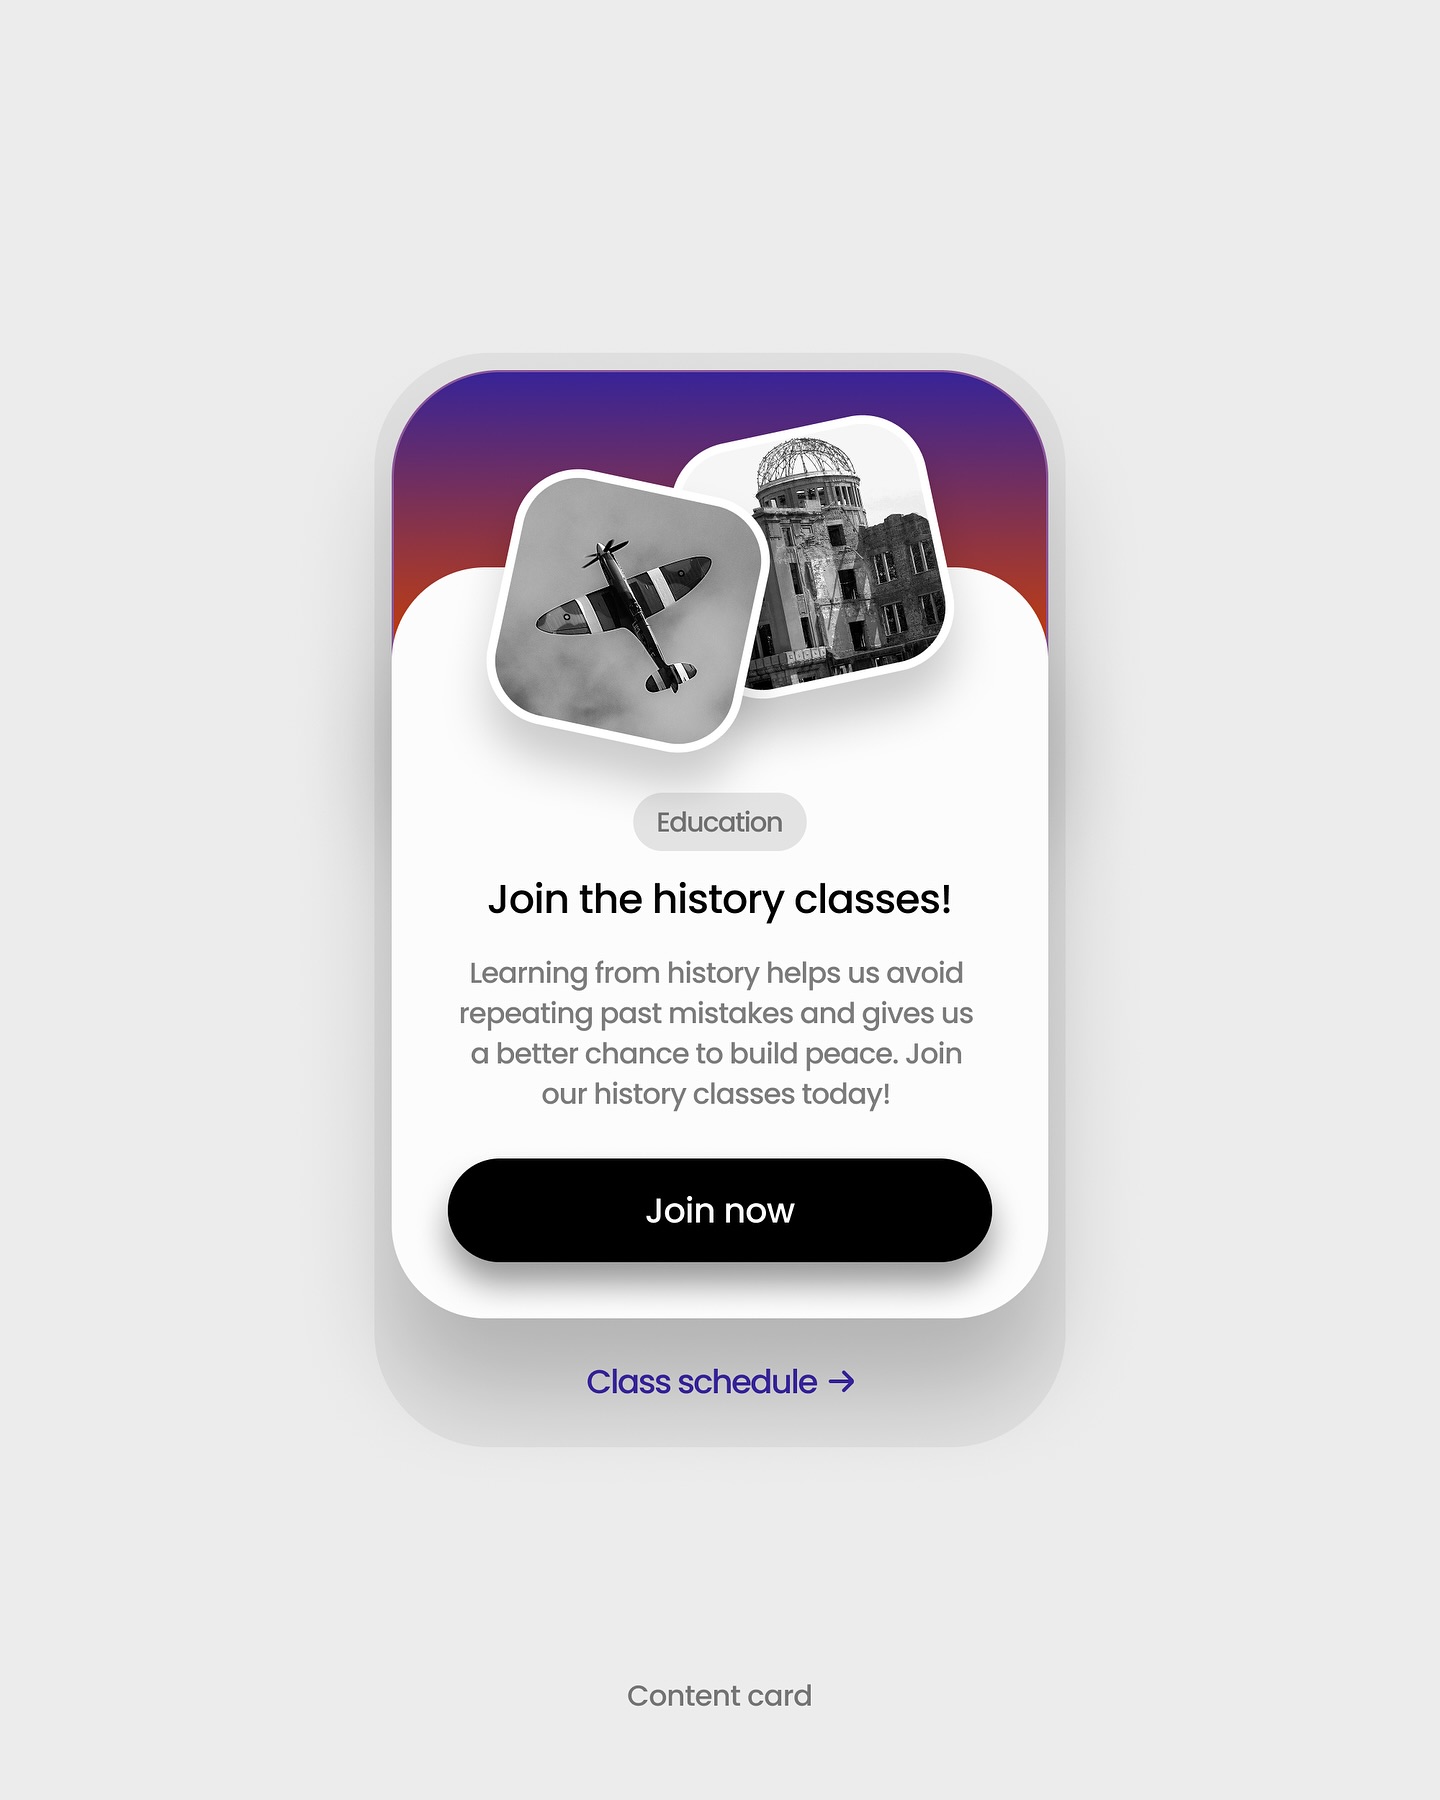 Education
Join the history classes!
Learning from history helps us avoid
repeating past mistakes and gives us
a better chance to build peace. Join
our history classes today!
Join now
Class schedule →
Content card